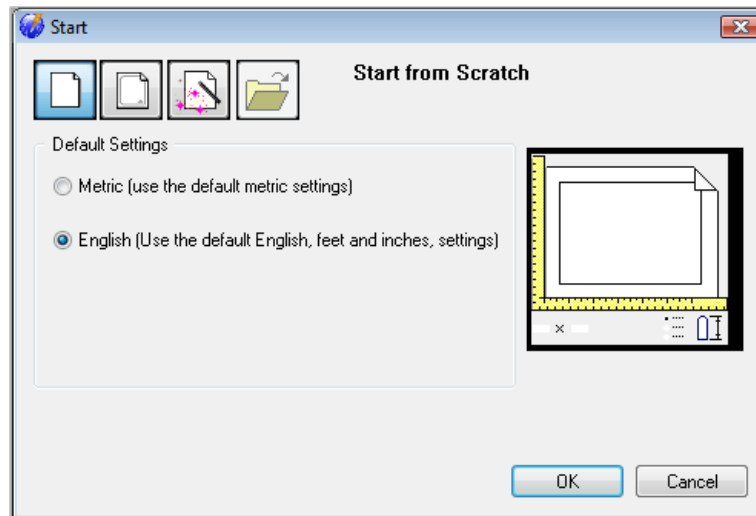 Start
Start from Scratch
Default Settings
Metric (use the default metric settings)
English (Use the default English, feet and inches, settings)
×
OK
Cancel